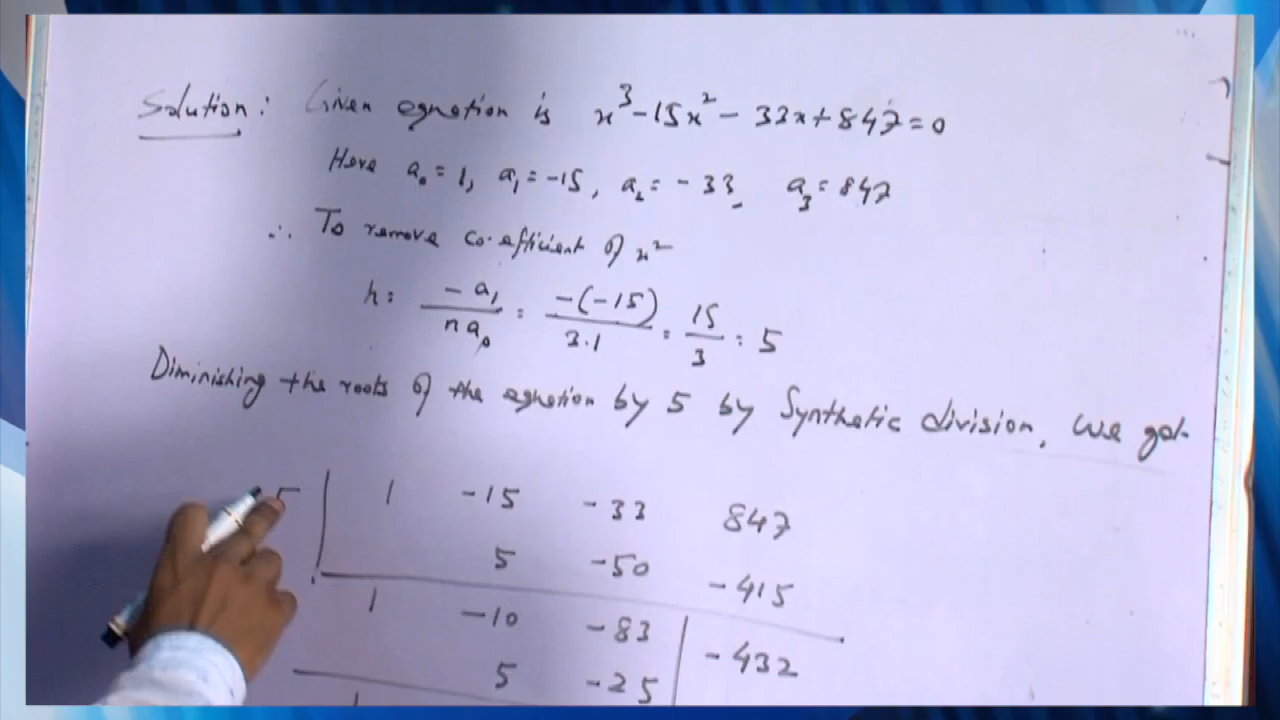 Solution: Given equation is x³-15x²-33x+847=0
Here a₀=1, a₁=-15, a₂=-33, a₃=847
∴ To remove co-efficient of x²
h= -a₁/na₀ = -(-15)/3.1 = 15/3 = 5
Diminishing the roots of the equation by 5 by Synthetic division, we get
5 | 1 -15 -33 847
5 -50 -415
1 -10 -83 | -432
5 -25
1